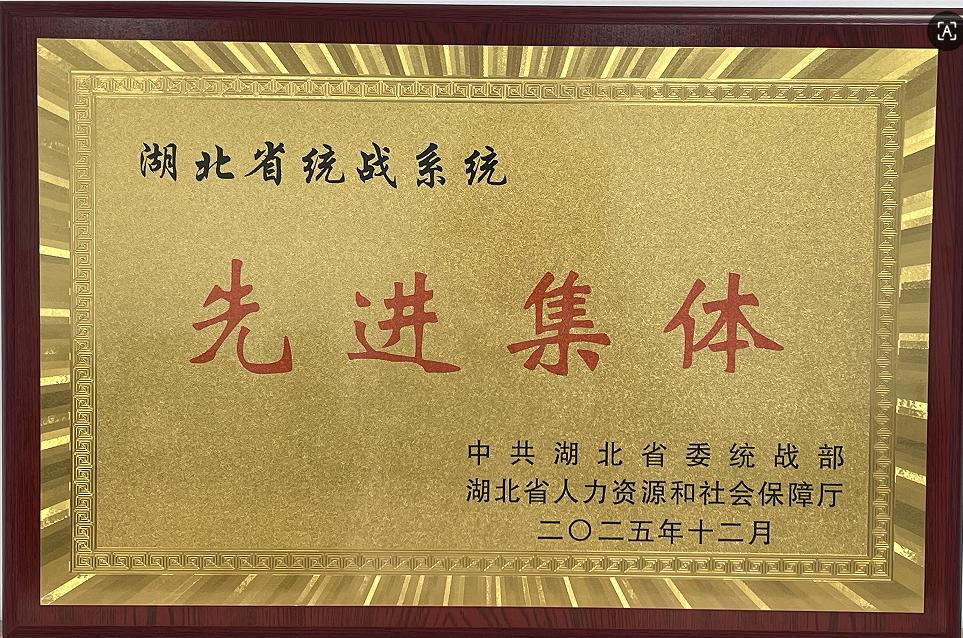 湖北省统战系统
先进集体
中共湖北省委统战部
湖北省人力资源和社会保障厅
二〇二五年十二月